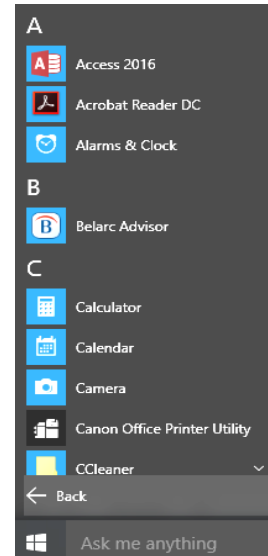 A
Access 2016
Acrobat Reader DC
Alarms & Clock
B
B
Belarc Advisor
C
Calculator
Calendar
Camera
Canon Office Printer Utility
CCleaner
Back
Ask me anything